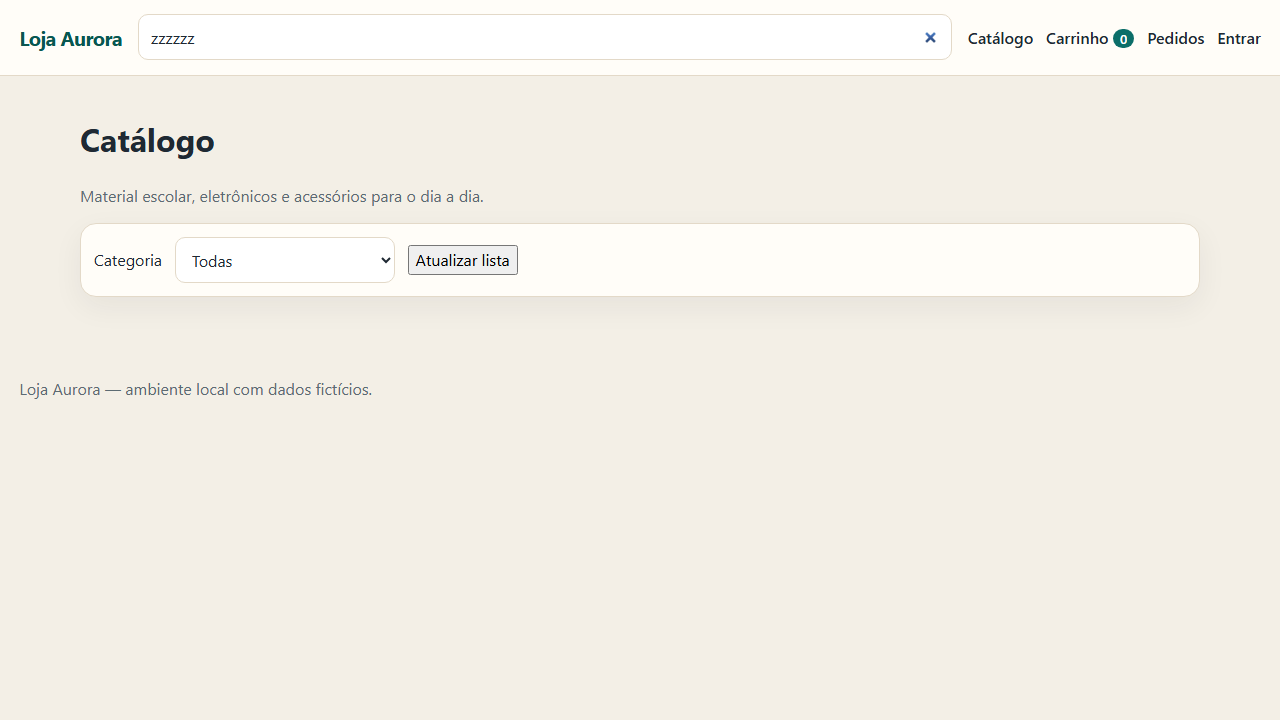 Loja Aurora
zzzzzz
Catálogo Carrinho 0 Pedidos Entrar
Catálogo
Material escolar, eletrônicos e acessórios para o dia a dia.
Categoria Todas Atualizar lista
Loja Aurora — ambiente local com dados fictícios.